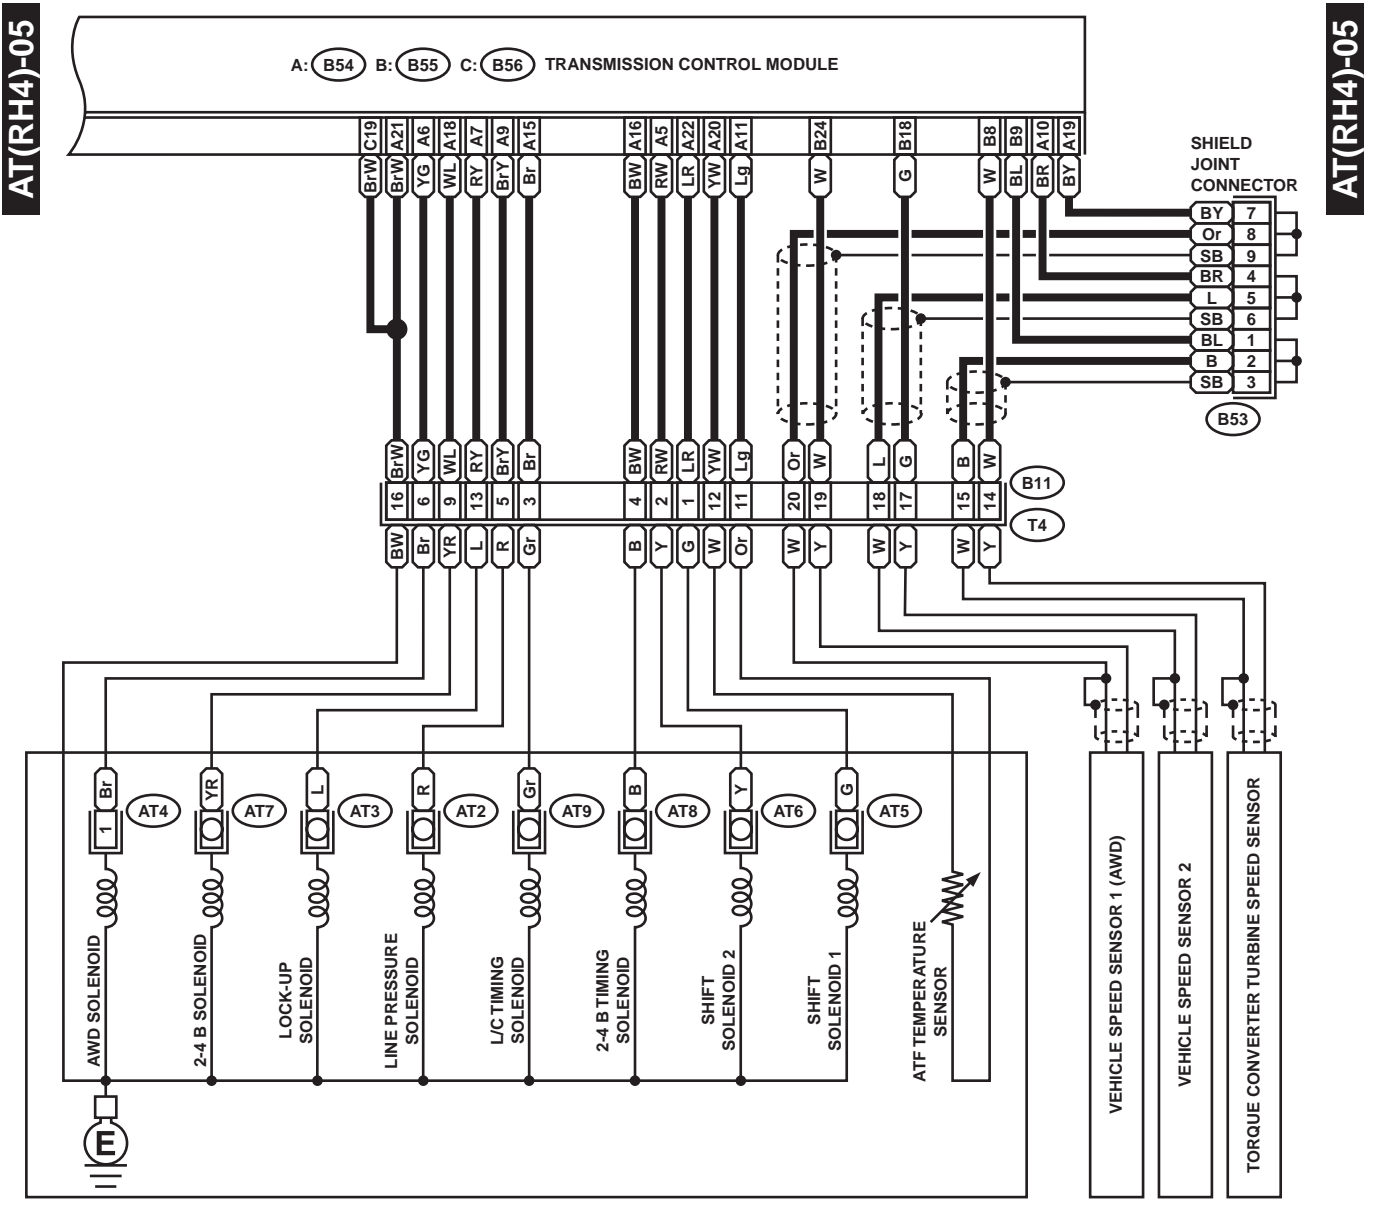 AT(RH4)-05
AT(RH4)-05
A: B54 B: B55 C: B56 TRANSMISSION CONTROL MODULE
C19 A21 A6 A18 A7 A9 A15 A16 A5 A22 A20 A11 B24 B18 B8 B9 A10 A19
BrW BrW YG WL RY BrY Br BW RW LR YW Lg W G W BL BR BY
SHIELD
JOINT
CONNECTOR
BY 7
Or 8
SB 9
BR 4
L 5
SB 6
BL 1
B 2
SB 3
B53
BrW YG WL RY BrY Br BW RW LR YW Lg Or W L G B W
16 6 9 13 5 3 4 2 1 12 11 20 19 18 17 15 14
B11
T4
BW Br YR L R Gr B Y G W Or W Y W Y W Y
Br YR L R Gr B Y G
1 AT4 AT7 AT3 AT2 AT9 AT8 AT6 AT5
AWD SOLENOID
2-4 B SOLENOID
LOCK-UP
SOLENOID
LINE PRESSURE
SOLENOID
L/C TIMING
SOLENOID
2-4 B TIMING
SOLENOID
SHIFT
SOLENOID 2
SHIFT
SOLENOID 1
ATF TEMPERATURE
SENSOR
VEHICLE SPEED SENSOR 1 (AWD)
VEHICLE SPEED SENSOR 2
TORQUE CONVERTER TURBINE SPEED SENSOR
E